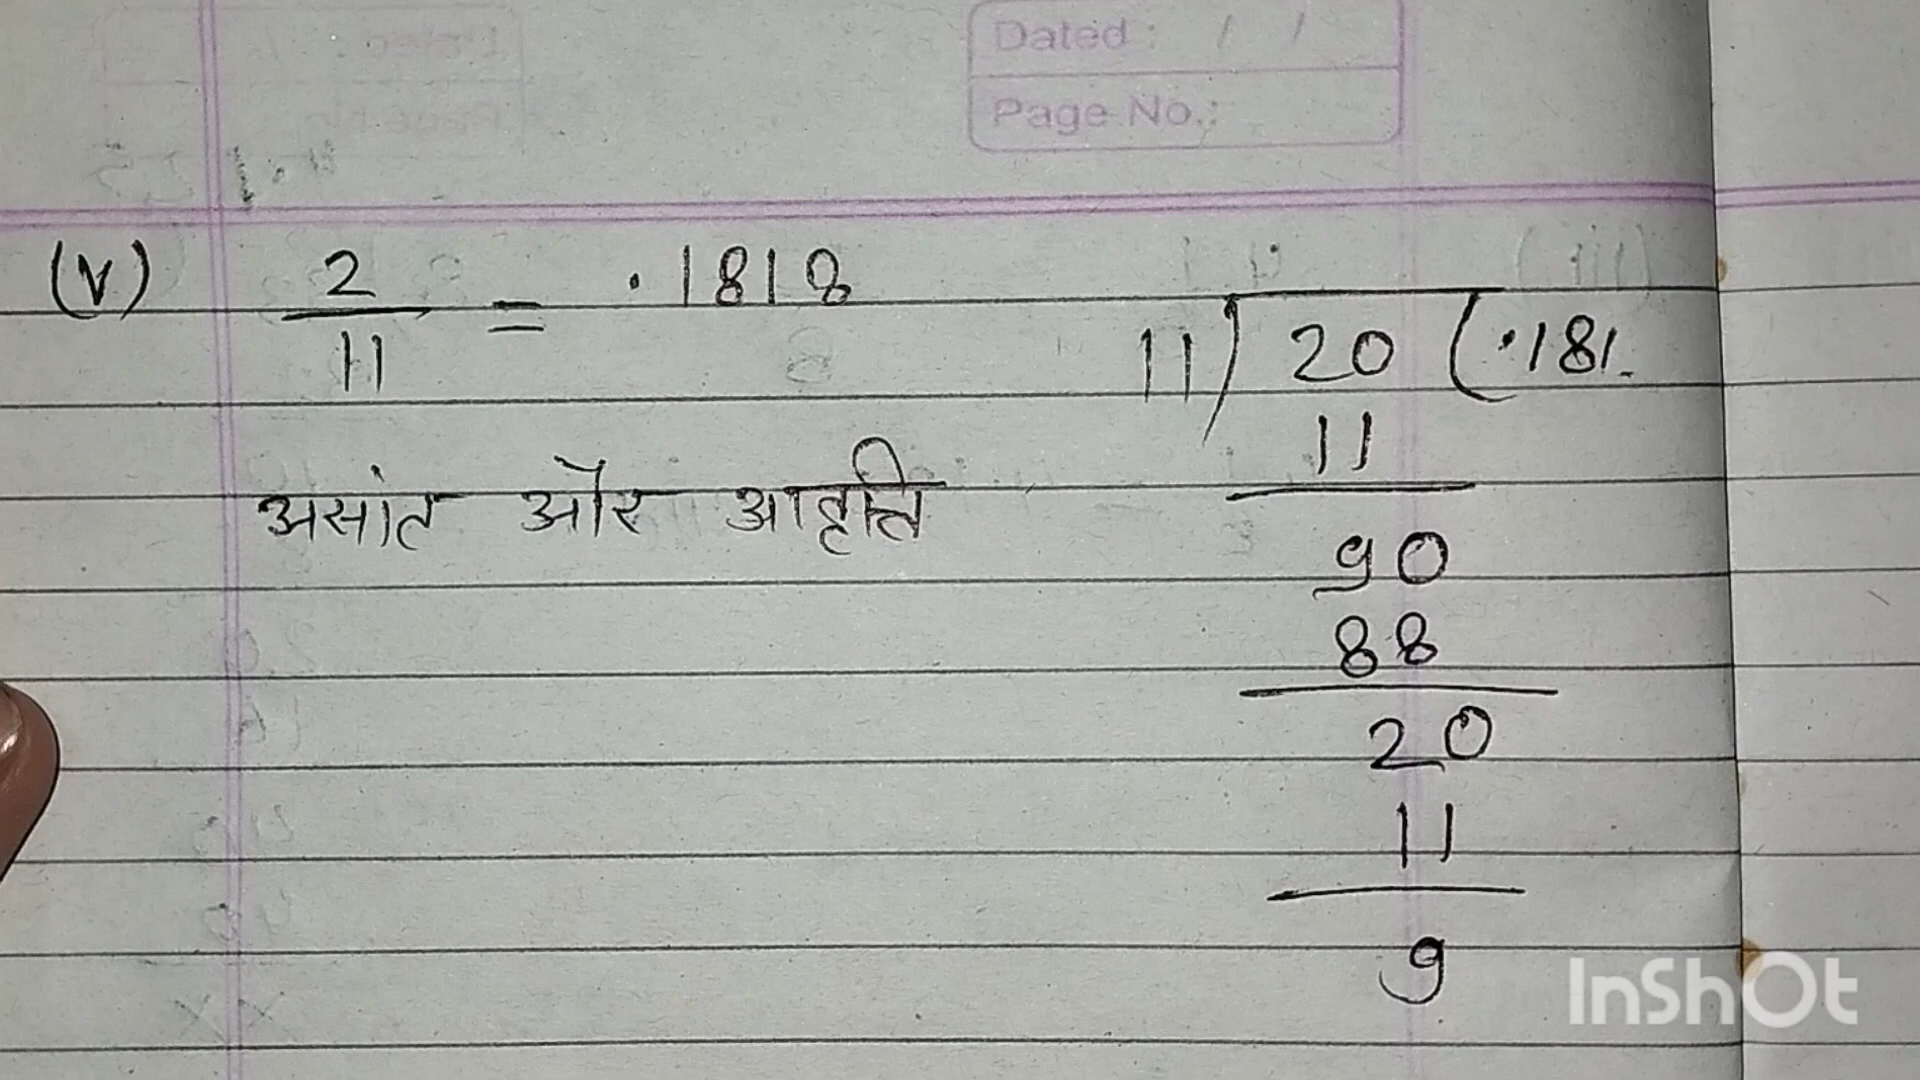 Dated : / /
Page No.:
(v) 2/11 = .1818
असांत और आवृत्ति
11) 20 (.181.
11
90
88
20
11
9
InShOt